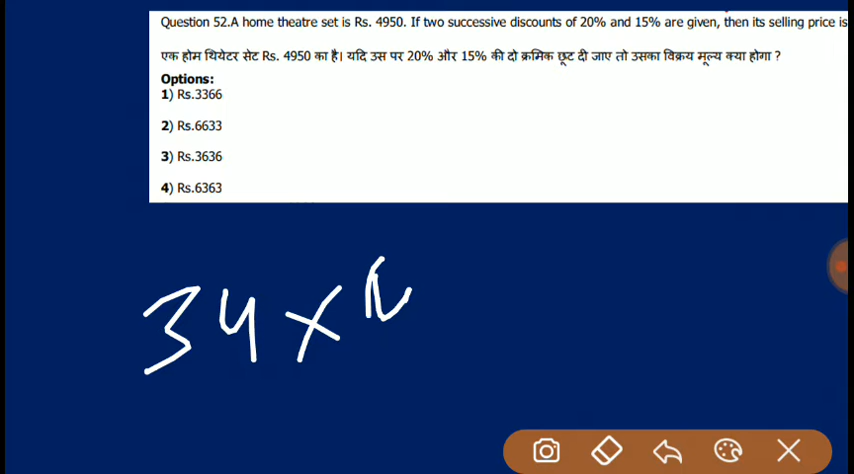 Question 52.A home theatre set is Rs. 4950. If two successive discounts of 20% and 15% are given, then its selling price is
एक होम थियेटर सेट Rs. 4950 का है। यदि उस पर 20% और 15% की दो क्रमिक छूट दी जाए तो उसका विक्रय मूल्य क्या होगा ?
Options:
1) Rs.3366
2) Rs.6633
3) Rs.3636
4) Rs.6363
34 x